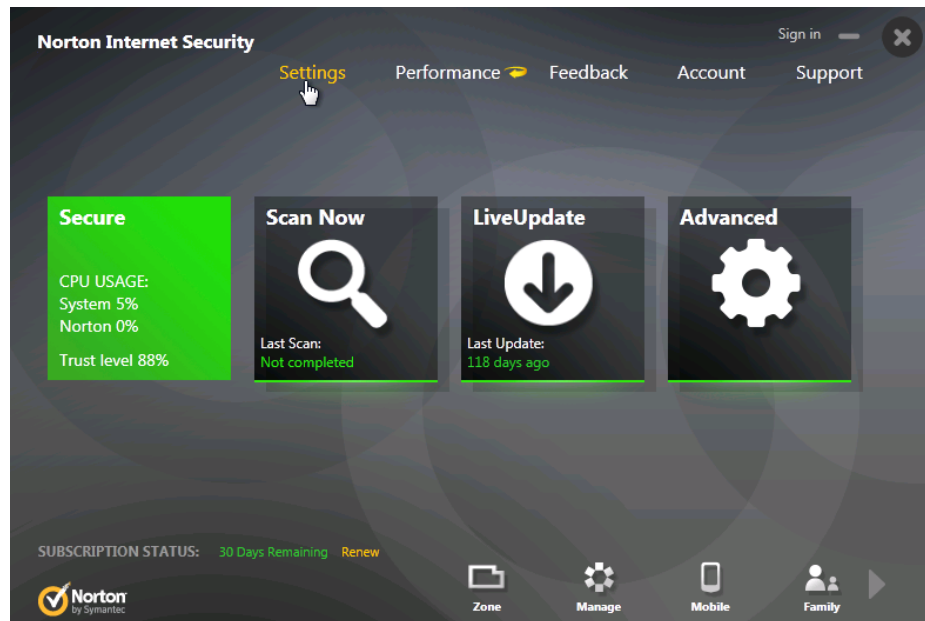 Norton Internet Security
Sign in
Settings Performance Feedback Account Support
Secure
CPU USAGE:
System 5%
Norton 0%
Trust level 88%
Scan Now
Last Scan:
Not completed
LiveUpdate
Last Update:
118 days ago
Advanced
SUBSCRIPTION STATUS: 30 Days Remaining Renew
Norton
by Symantec
Zone Manage Mobile Family